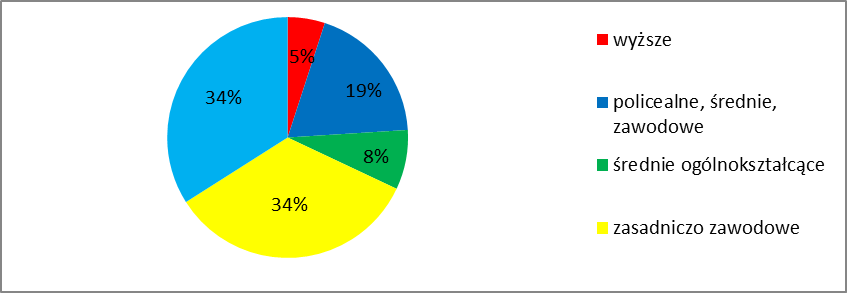 5%
19%
8%
34%
34%
wyższe
policealne, średnie,
zawodowe
średnie ogólnokształcące
zasadniczo zawodowe